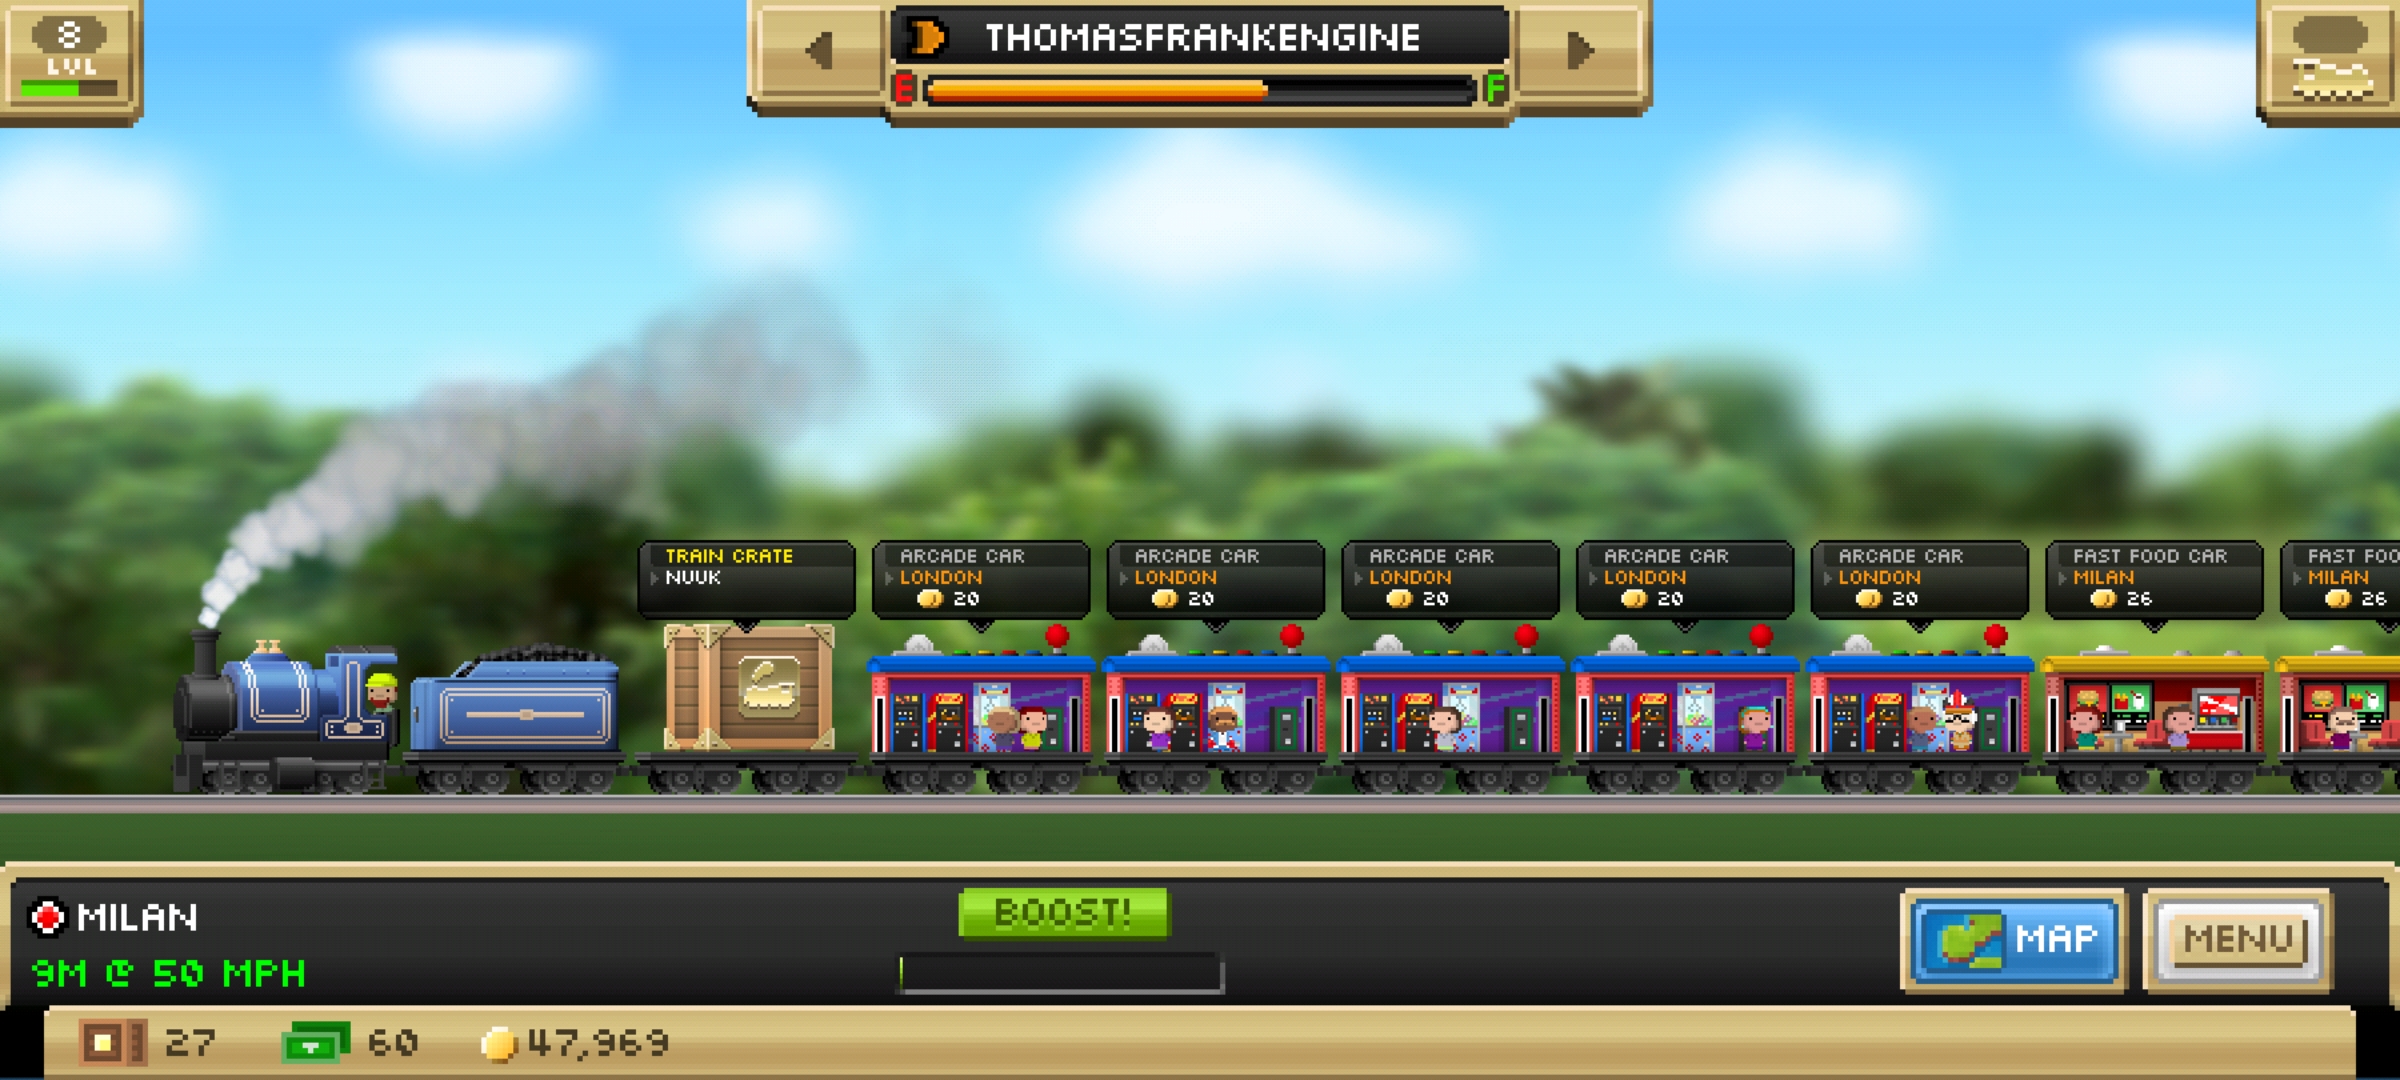 8
LVL
THOMASFRANKENGINE
E F
TRAIN CRATE
NUUK
ARCADE CAR
LONDON
20
ARCADE CAR
LONDON
20
ARCADE CAR
LONDON
20
ARCADE CAR
LONDON
20
ARCADE CAR
LONDON
20
FAST FOOD CAR
MILAN
26
FAST FOO
MILAN
26
MILAN
9M @ 50 MPH
BOOST!
MAP
MENU
27 60 47,969